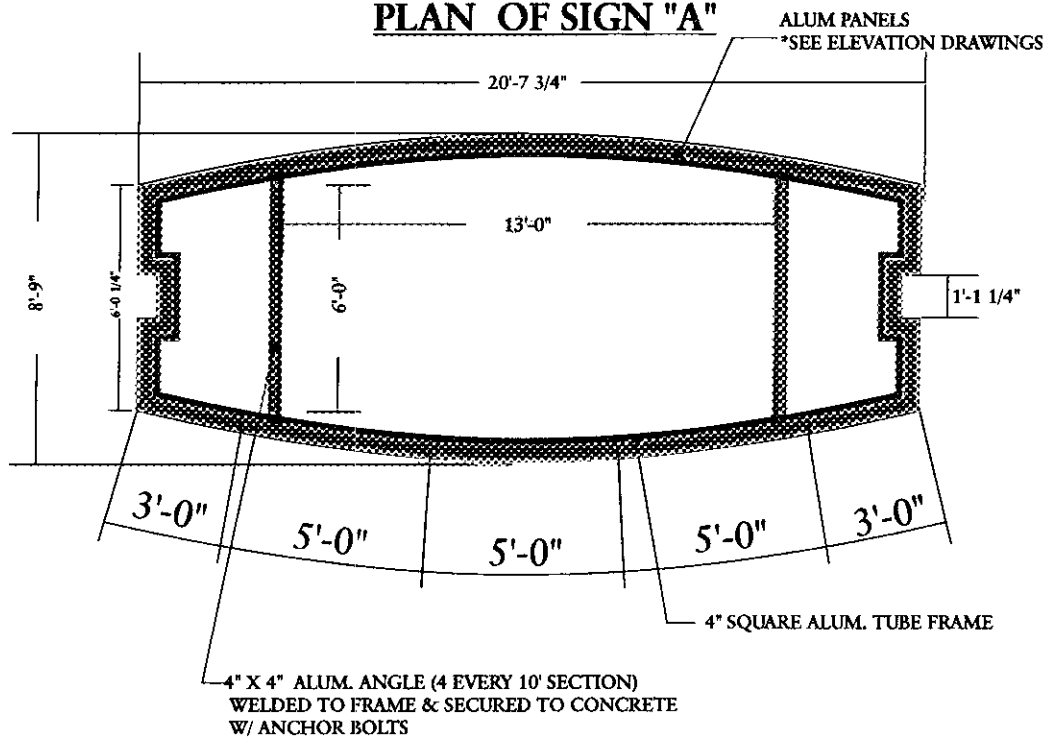 PLAN OF SIGN "A"
ALUM PANELS
*SEE ELEVATION DRAWINGS
20'-7 3/4"
13'-0"
8'-9"
6'-0 1/4"
6'-0"
1'-1 1/4"
3'-0"
5'-0"
5'-0"
5'-0"
3'-0"
4" SQUARE ALUM. TUBE FRAME
4" X 4" ALUM. ANGLE (4 EVERY 10' SECTION)
WELDED TO FRAME & SECURED TO CONCRETE
W/ ANCHOR BOLTS